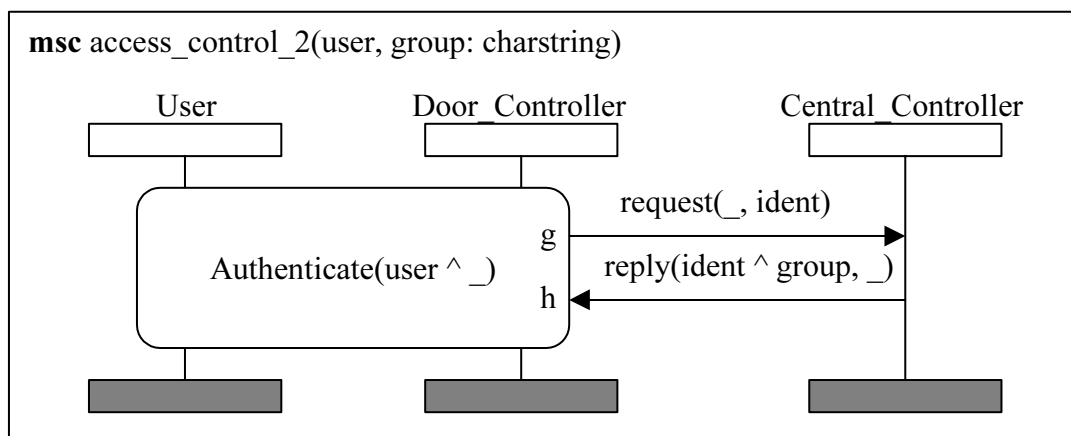 msc access_control_2(user, group: charstring)
User Door_Controller Central_Controller
request(_, ident)
g
reply(ident ^ group, _)
Authenticate(user ^ _)
h